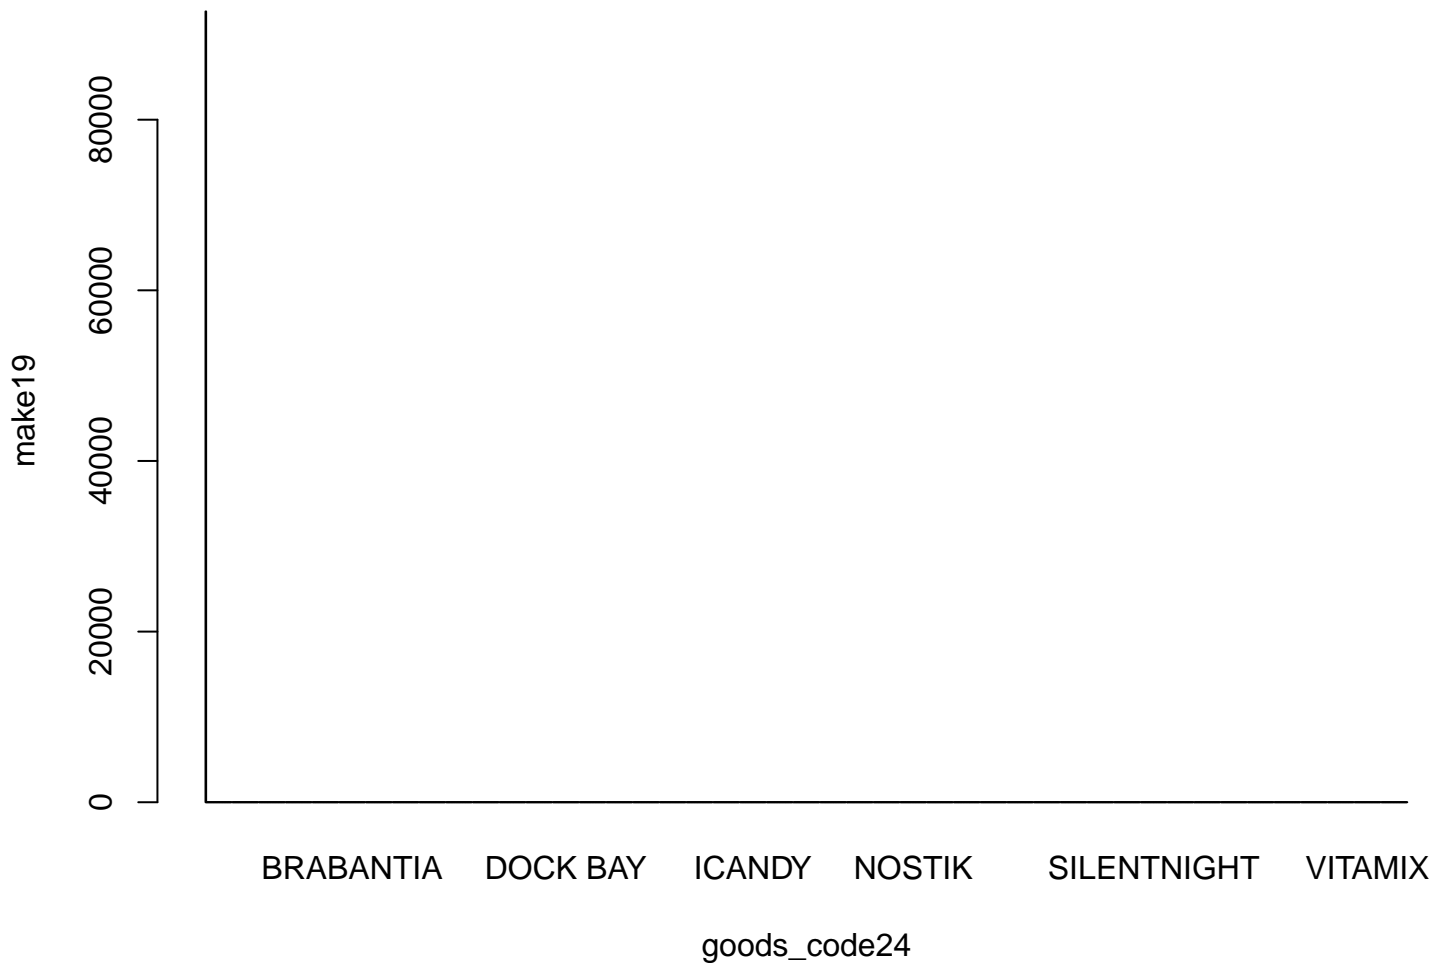 80000
60000
40000
20000
0
make19
BRABANTIA DOCK BAY ICANDY NOSTIK SILENTNIGHT VITAMIX
goods_code24